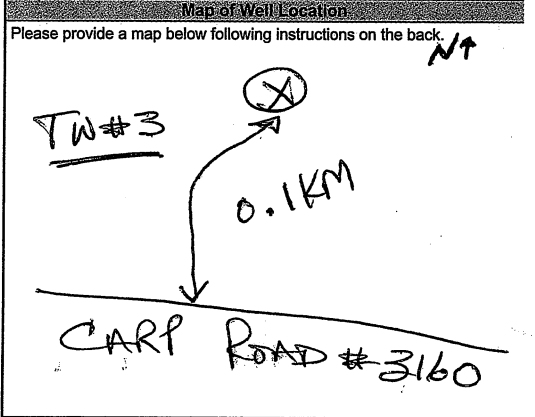 Map of Well Location
Please provide a map below following instructions on the back.
N↑
X
TW#3
0.1KM
CARP ROAD #3160